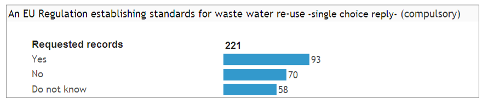 An EU Regulation establishing standards for waste water re-use -single choice reply- (compulsory)
Requested records 221
Yes 93
No 70
Do not know 58